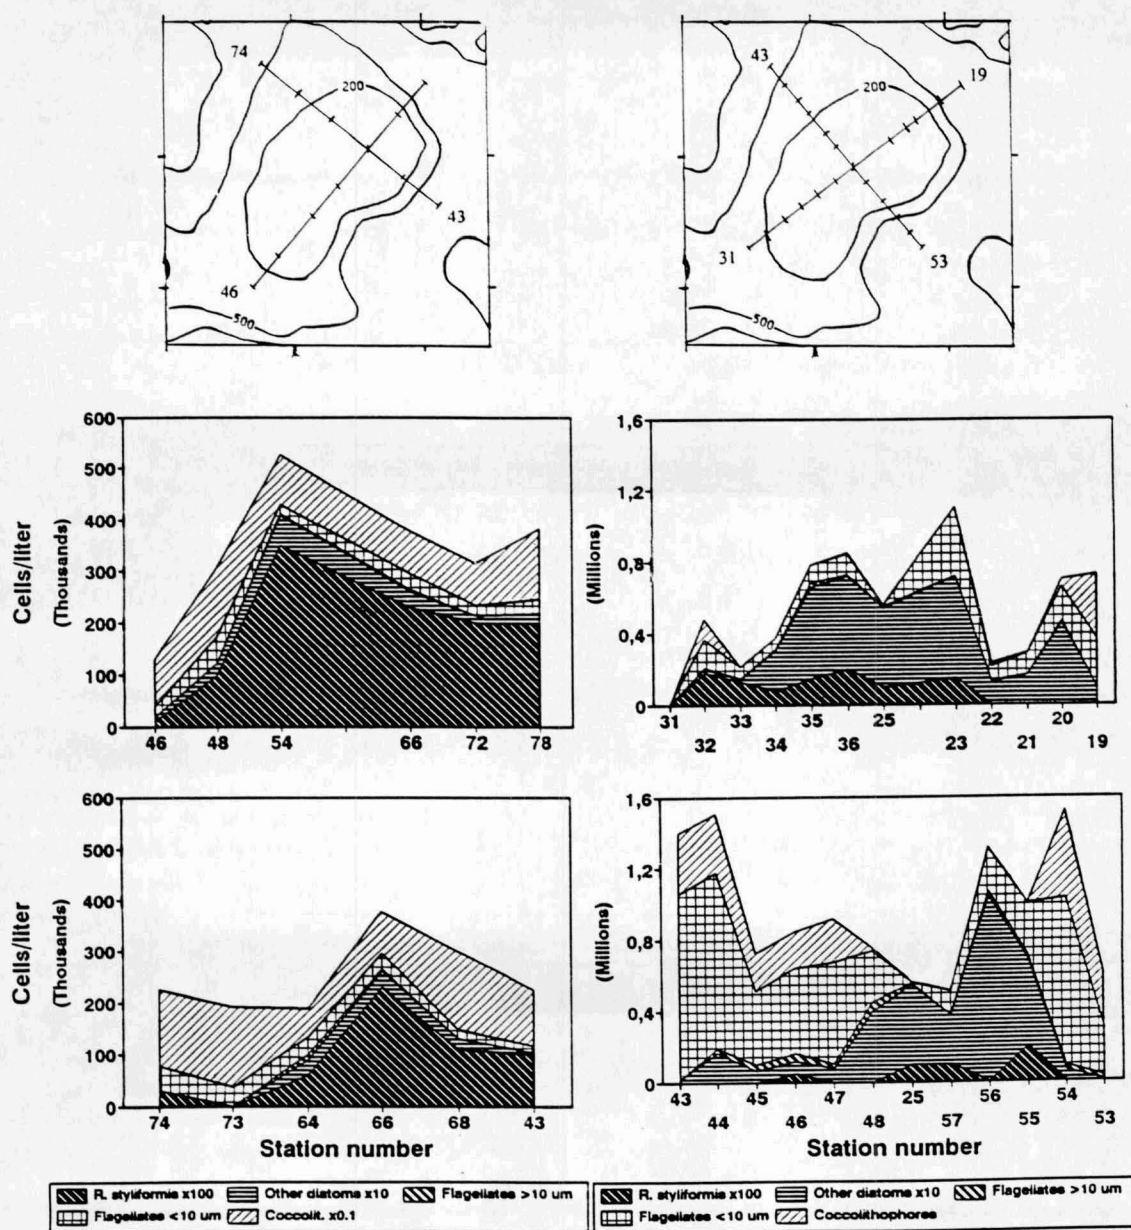 74
200
43
46
500
43
19
200
31
53
500
600
500
400
300
200
100
0
Cells/liter
(Thousands)
46 48 54 66 72 78
1,6
1,2
0,8
0,4
0
(Millions)
31 33 35 25 22 20
32 34 36 23 21 19
600
500
400
300
200
100
0
Cells/liter
(Thousands)
74 73 64 66 68 43
Station number
1,6
1,2
0,8
0,4
0
(Millions)
43 45 47 25 56 54
44 46 48 57 55 53
Station number
R. styliformis x100 Other diatoms x10 Flagellates >10 um
Flagellates <10 um Coccolit. x0.1
R. styliformis x100 Other diatoms x10 Flagellates >10 um
Flagellates <10 um Coccolithophores